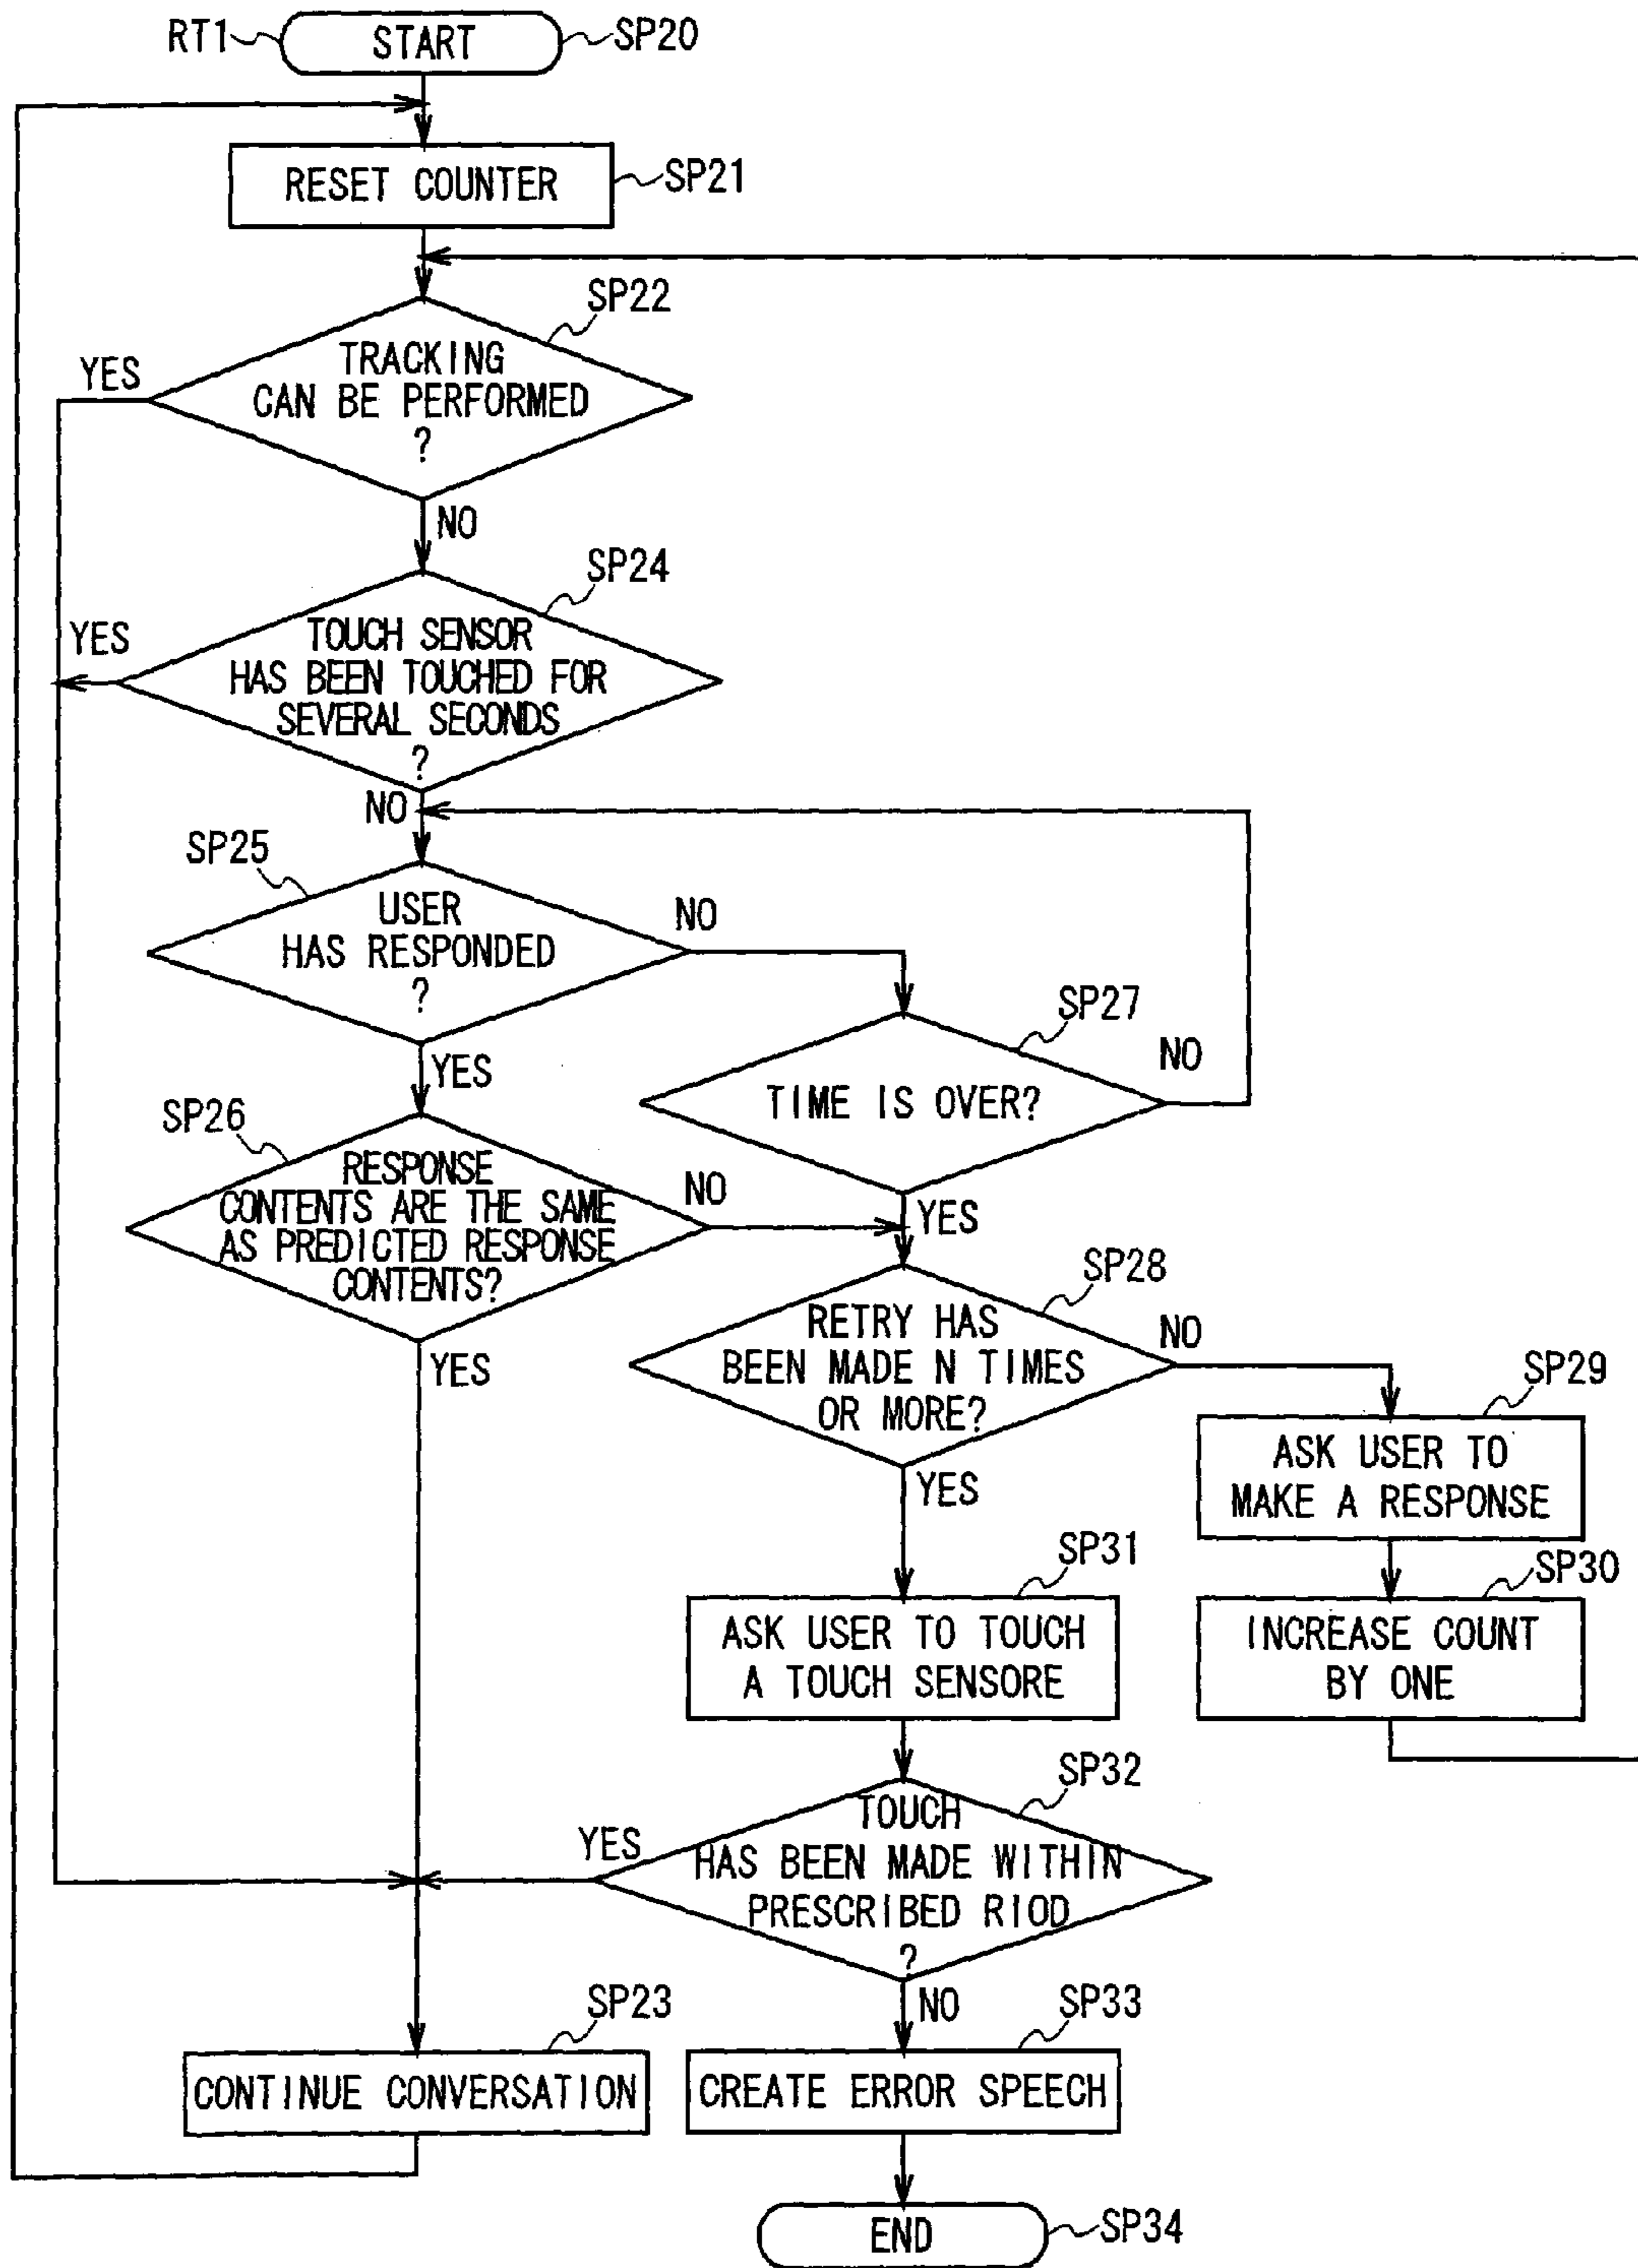 RT1
START
SP20
RESET COUNTER
SP21
SP22
TRACKING
CAN BE PERFORMED
?
YES
NO
SP24
TOUCH SENSOR
HAS BEEN TOUCHED FOR
SEVERAL SECONDS
?
YES
NO
SP25
USER
HAS RESPONDED
?
NO
YES
SP27
TIME IS OVER?
NO
YES
SP26
RESPONSE
CONTENTS ARE THE SAME
AS PREDICTED RESPONSE
CONTENTS?
NO
YES
SP28
RETRY HAS
BEEN MADE N TIMES
OR MORE?
NO
YES
SP29
ASK USER TO
MAKE A RESPONSE
SP30
INCREASE COUNT
BY ONE
SP31
ASK USER TO TOUCH
A TOUCH SENSORE
SP32
TOUCH
HAS BEEN MADE WITHIN
PRESCRIBED RIOD
?
YES
NO
SP23
CONTINUE CONVERSATION
SP33
CREATE ERROR SPEECH
END
SP34